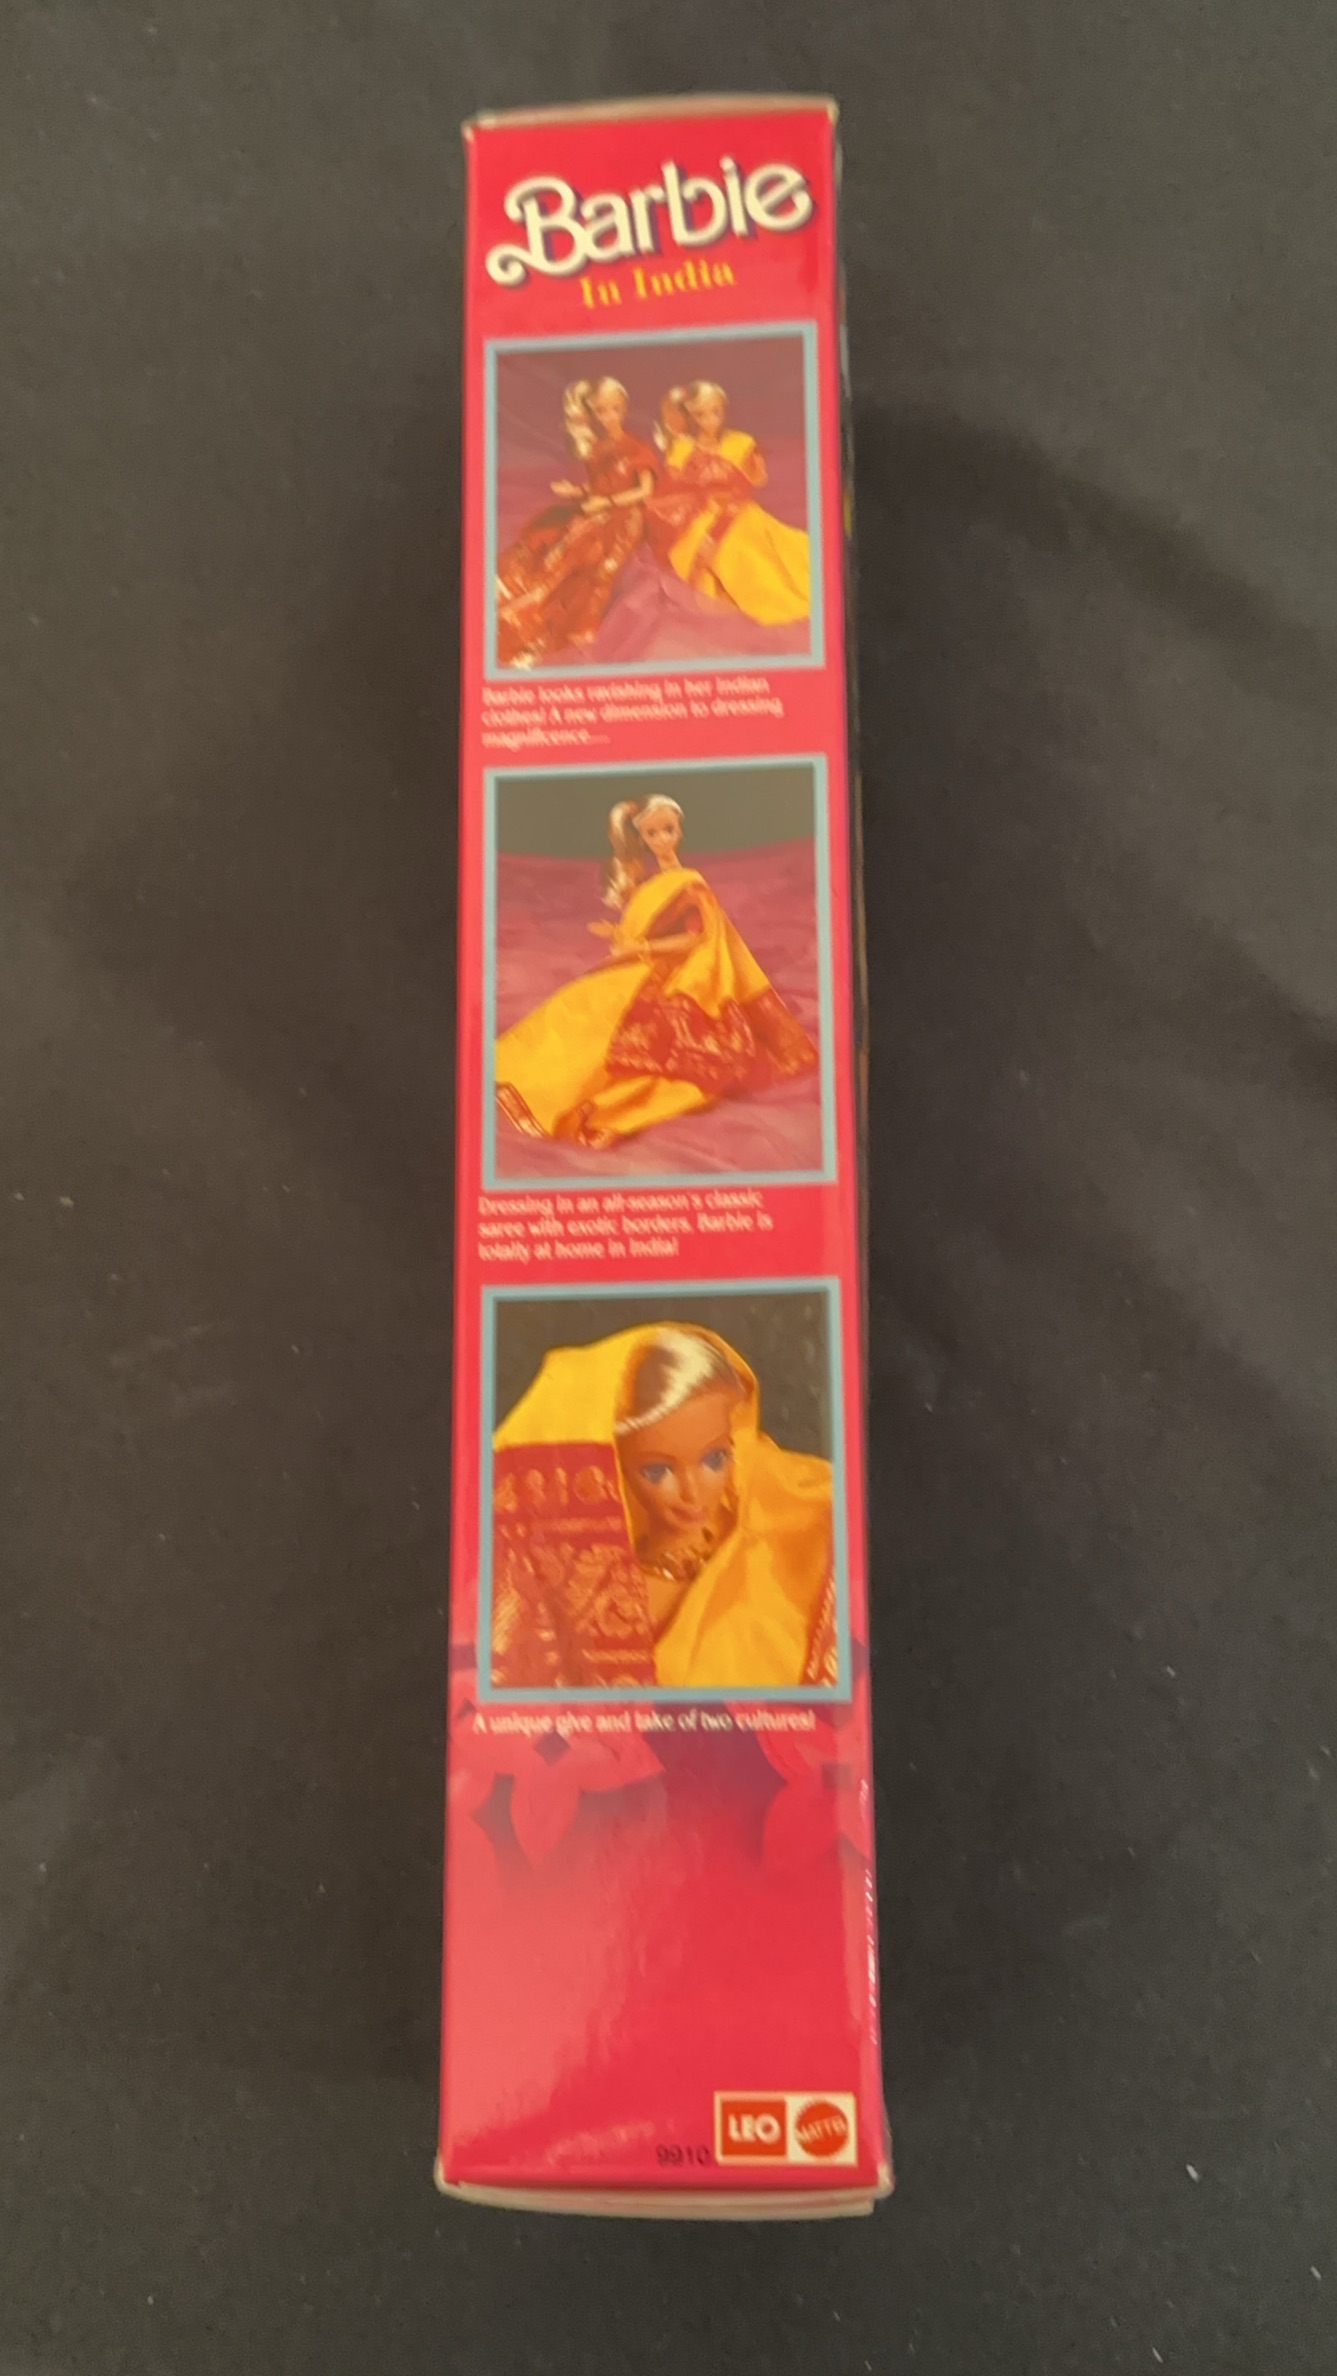 Barbie
In India
Barbie looks ravishing in her Indian
clothes! A new dimension to dressing
magnificence....
Dressing in an all-season's classic
saree with exotic borders. Barbie is
totally at home in India!
A unique give and take of two cultures!
9910
LEO
MATTEL